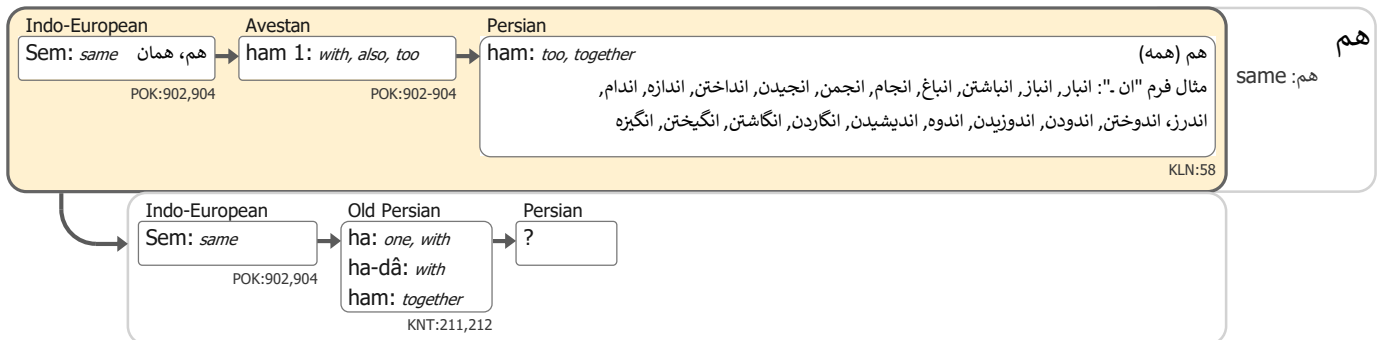 هم
هم: same
Indo-European
Sem: same هم، همان
POK:902,904
Avestan
ham 1: with, also, too
POK:902-904
Persian
ham: too, together
هم (همه)
مثال فرم "ان ـ": انبار, انباز, انباشتن, انباغ, انجام, انجمن, انجیدن, انداختن, اندازه, اندام,
اندرز، اندوختن, اندودن, اندوزیدن, اندوه, اندیشیدن, انگاردن, انگاشتن, انگیختن, انگیزه
KLN:58
Indo-European
Sem: same
POK:902,904
Old Persian
ha: one, with
ha-dâ: with
ham: together
KNT:211,212
Persian
?